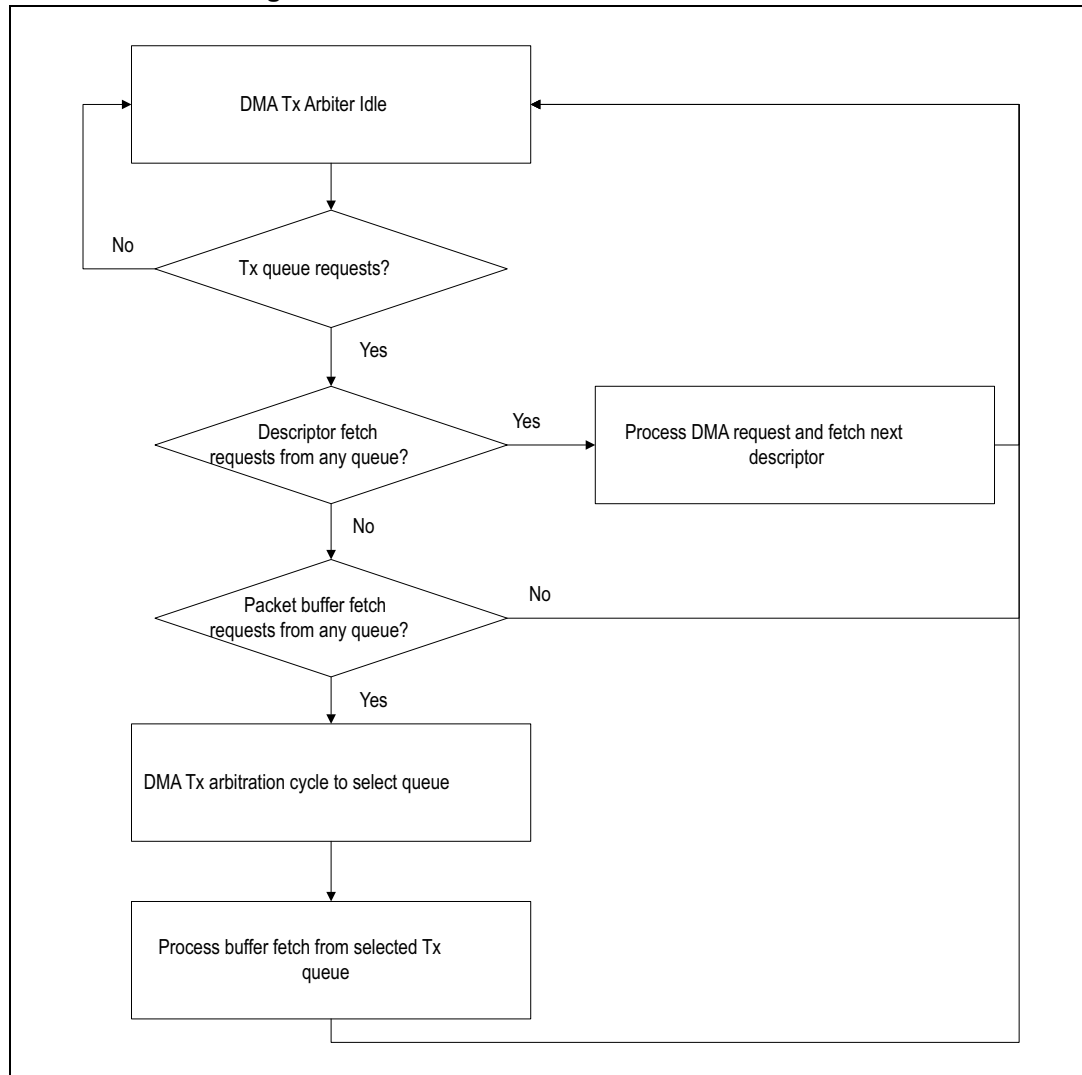 DMA Tx Arbiter Idle
No
Tx queue requests?
Yes
Descriptor fetch
requests from any queue?
Yes
Process DMA request and fetch next
descriptor
No
Packet buffer fetch
requests from any queue?
No
Yes
DMA Tx arbitration cycle to select queue
Process buffer fetch from selected Tx
queue